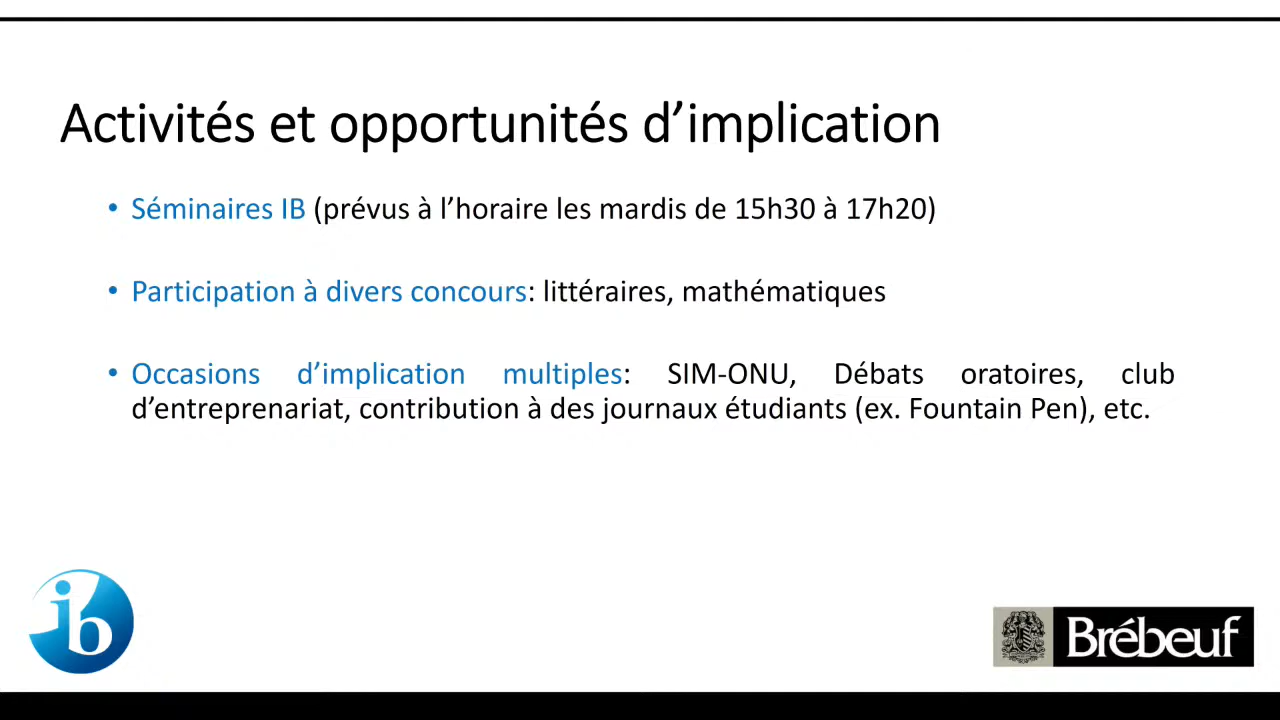 Activités et opportunités d’implication
• Séminaires IB (prévus à l’horaire les mardis de 15h30 à 17h20)
• Participation à divers concours: littéraires, mathématiques
• Occasions d’implication multiples: SIM-ONU, Débats oratoires, club
d’entreprenariat, contribution à des journaux étudiants (ex. Fountain Pen), etc.
ib
Brébeuf